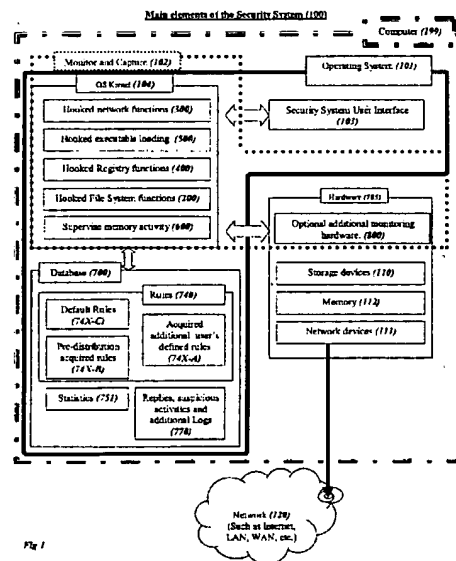 Main elements of the Security System (100)
Computer (199)
Monitor and Capture (102)
Operating System (101)
OS Kernel (104)
Hooked network functions (300)
Security System User Interface
(103)
Hooked executable loading (500)
Hooked Registry functions (400)
Hooked File System functions (200)
Supervise memory activity (600)
Hardware (105)
Optional additional monitoring
hardware. (800)
Storage devices (110)
Memory (112)
Network devices (111)
Database (700)
Rules (740)
Default Rules
(74X-C)
Acquired
additional user's
defined rules
(74X-A)
Pre-distribution
acquired rules
(74X-B)
Statistics (751)
Replies, suspicious
activities and
additional Logs
(770)
Network (120)
(Such as Internet,
LAN, WAN, etc.)
Fig 1